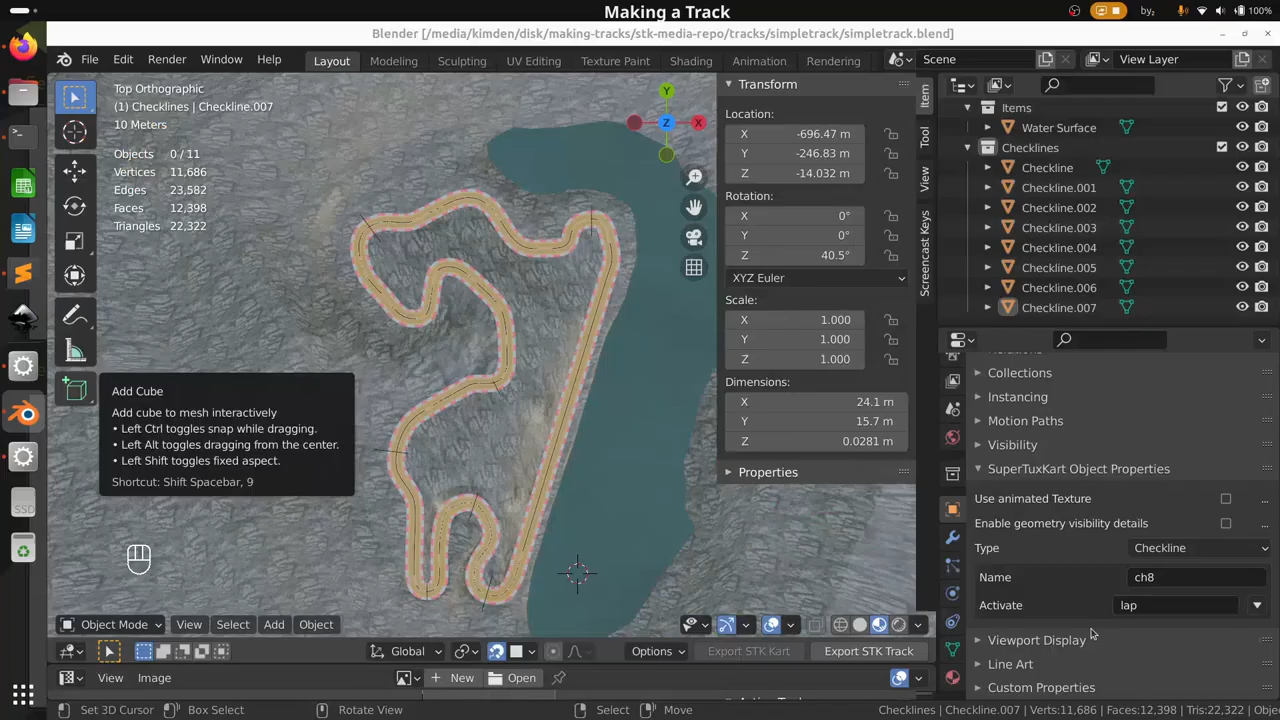 Making a Track
by₂
100%
Blender [/media/kimden/disk/making-tracks/stk-media-repo/tracks/simpletrack/simpletrack.blend]
File Edit Render Window Help
Layout Modeling Sculpting UV Editing Texture Paint Shading Animation Rendering
Scene
View Layer
Top Orthographic
(1) Checklines | Checkline.007
10 Meters
Objects 0 / 11
Vertices 11,686
Edges 23,582
Faces 12,398
Triangles 22,322
Y
X
Z
Add Cube
Add cube to mesh interactively
• Left Ctrl toggles snap while dragging.
• Left Alt toggles dragging from the center.
• Left Shift toggles fixed aspect.
Shortcut: Shift Spacebar, 9
SSD
Transform
Location:
X -696.47 m
Y -246.83 m
Z -14.032 m
Rotation:
X 0°
Y 0°
Z 40.5°
XYZ Euler
Scale:
X 1.000
Y 1.000
Z 1.000
Dimensions:
X 24.1 m
Y 15.7 m
Z 0.0281 m
Properties
Item
Tool
View
Screencast Keys
Items
Water Surface
Checklines
Checkline
Checkline.001
Checkline.002
Checkline.003
Checkline.004
Checkline.005
Checkline.006
Checkline.007
Collections
Instancing
Motion Paths
Visibility
SuperTuxKart Object Properties
Use animated Texture ...
Enable geometry visibility details ...
Type Checkline
Name ch8
Activate lap
Viewport Display
Line Art
Custom Properties
Object Mode View Select Add Object
Global
Options
Export STK Kart
Export STK Track
View Image
New
Open
Set 3D Cursor
Box Select
Rotate View
Select
Move
Checklines | Checkline.007 | Verts:11,686 | Faces:12,398 | Tris:22,322 | Obje